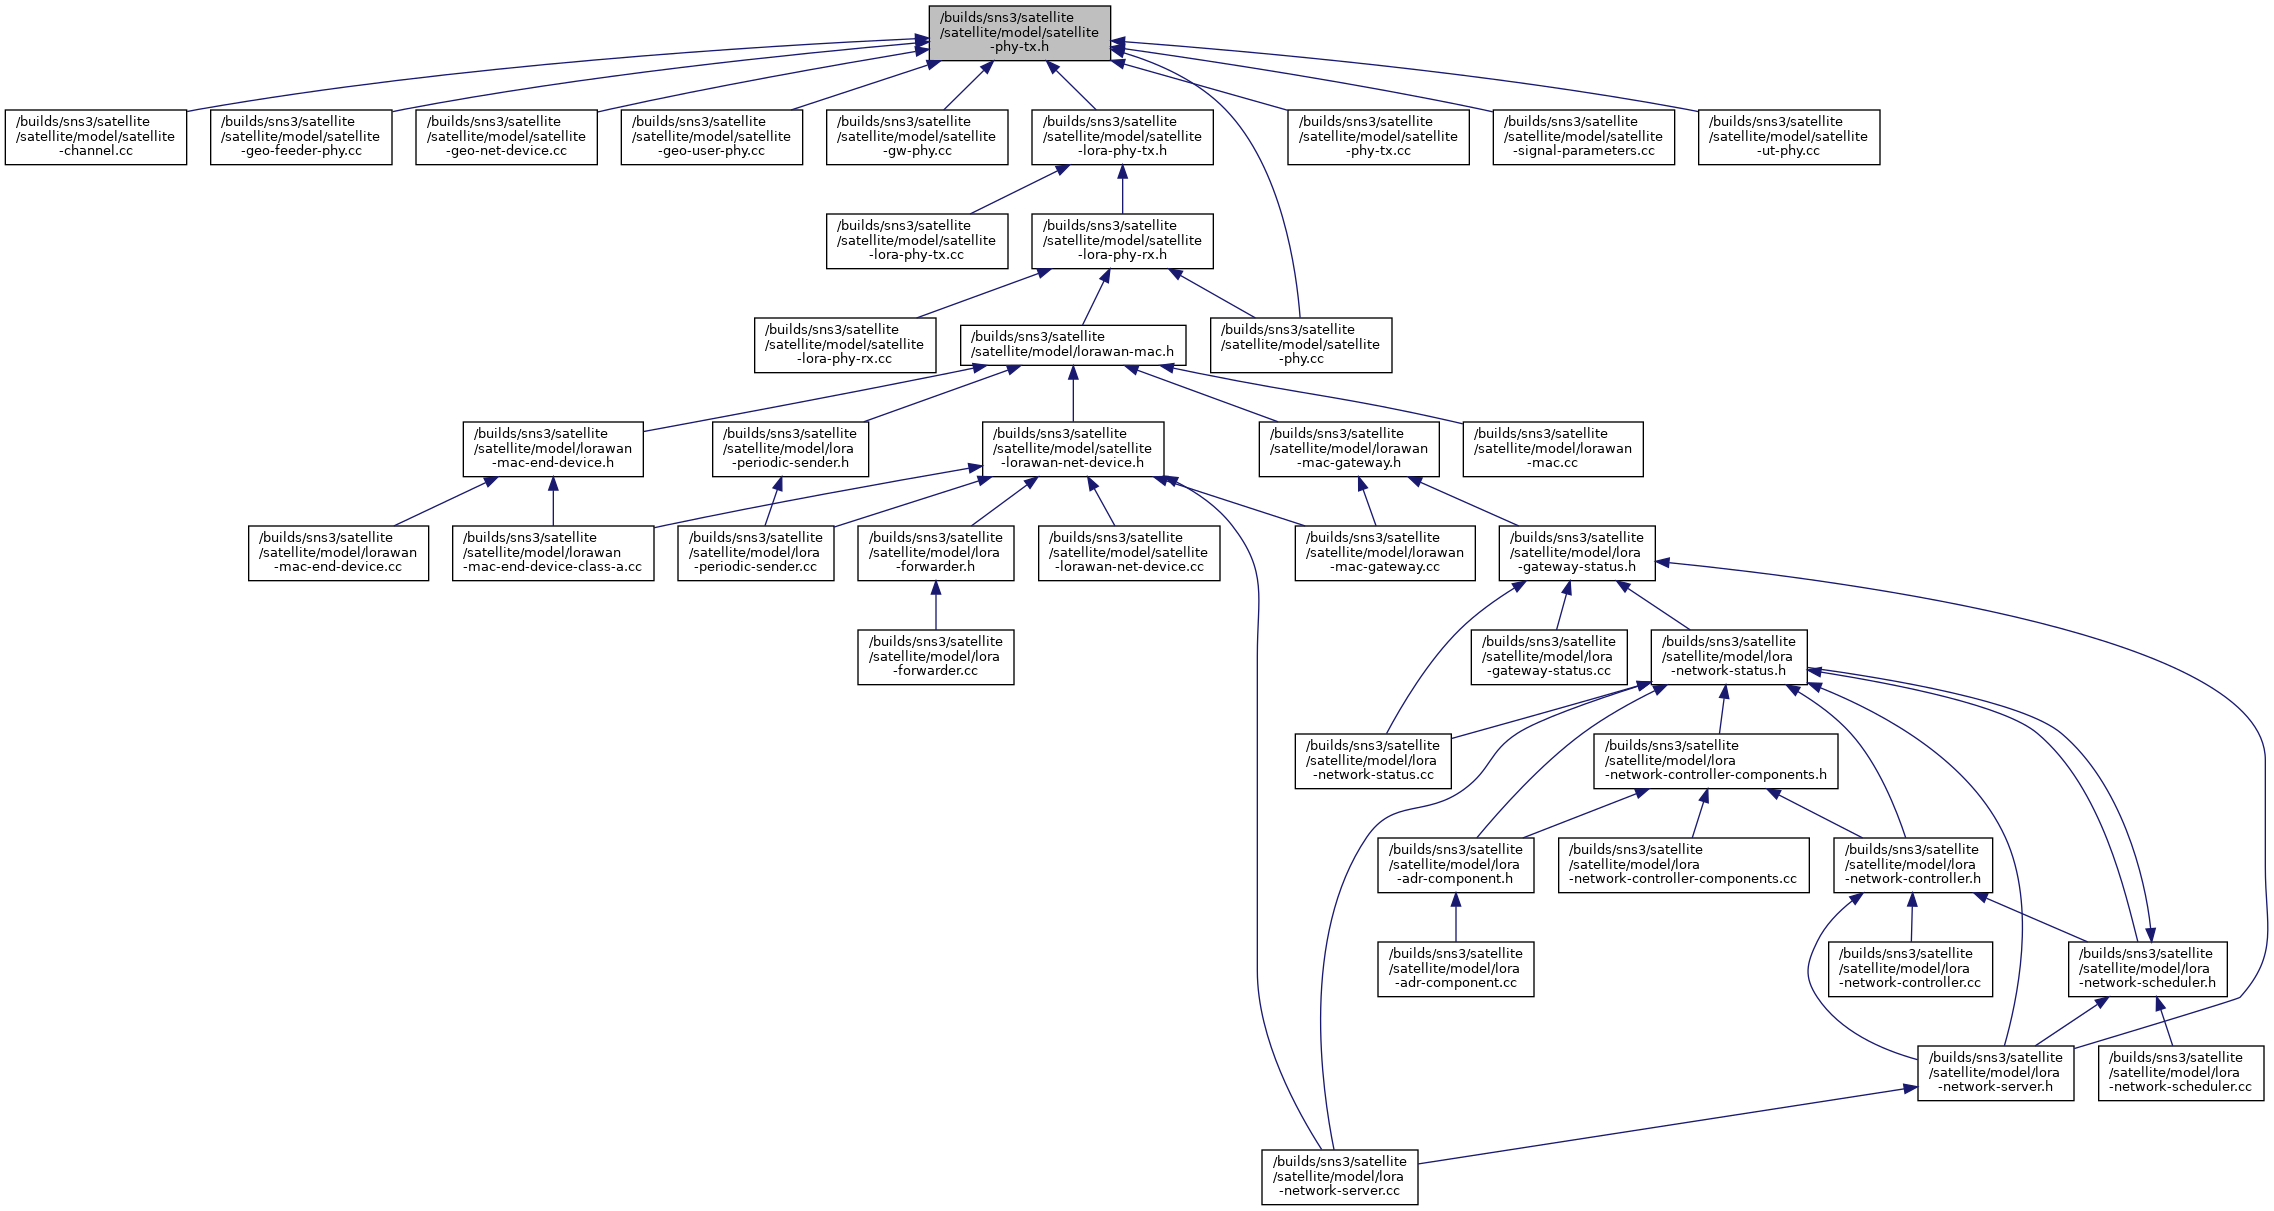 /builds/sns3/satellite
/satellite/model/satellite
-phy-tx.h
/builds/sns3/satellite
/satellite/model/satellite
-channel.cc
/builds/sns3/satellite
/satellite/model/satellite
-geo-feeder-phy.cc
/builds/sns3/satellite
/satellite/model/satellite
-geo-net-device.cc
/builds/sns3/satellite
/satellite/model/satellite
-geo-user-phy.cc
/builds/sns3/satellite
/satellite/model/satellite
-gw-phy.cc
/builds/sns3/satellite
/satellite/model/satellite
-lora-phy-tx.h
/builds/sns3/satellite
/satellite/model/satellite
-phy-tx.cc
/builds/sns3/satellite
/satellite/model/satellite
-signal-parameters.cc
/builds/sns3/satellite
/satellite/model/satellite
-ut-phy.cc
/builds/sns3/satellite
/satellite/model/satellite
-lora-phy-tx.cc
/builds/sns3/satellite
/satellite/model/satellite
-lora-phy-rx.h
/builds/sns3/satellite
/satellite/model/satellite
-lora-phy-rx.cc
/builds/sns3/satellite
/satellite/model/lorawan-mac.h
/builds/sns3/satellite
/satellite/model/satellite
-phy.cc
/builds/sns3/satellite
/satellite/model/lorawan
-mac-end-device.h
/builds/sns3/satellite
/satellite/model/lora
-periodic-sender.h
/builds/sns3/satellite
/satellite/model/satellite
-lorawan-net-device.h
/builds/sns3/satellite
/satellite/model/lorawan
-mac-gateway.h
/builds/sns3/satellite
/satellite/model/lorawan
-mac.cc
/builds/sns3/satellite
/satellite/model/lorawan
-mac-end-device.cc
/builds/sns3/satellite
/satellite/model/lorawan
-mac-end-device-class-a.cc
/builds/sns3/satellite
/satellite/model/lora
-periodic-sender.cc
/builds/sns3/satellite
/satellite/model/lora
-forwarder.h
/builds/sns3/satellite
/satellite/model/satellite
-lorawan-net-device.cc
/builds/sns3/satellite
/satellite/model/lorawan
-mac-gateway.cc
/builds/sns3/satellite
/satellite/model/lora
-gateway-status.h
/builds/sns3/satellite
/satellite/model/lora
-forwarder.cc
/builds/sns3/satellite
/satellite/model/lora
-gateway-status.cc
/builds/sns3/satellite
/satellite/model/lora
-network-status.h
/builds/sns3/satellite
/satellite/model/lora
-network-status.cc
/builds/sns3/satellite
/satellite/model/lora
-network-controller-components.h
/builds/sns3/satellite
/satellite/model/lora
-adr-component.h
/builds/sns3/satellite
/satellite/model/lora
-network-controller-components.cc
/builds/sns3/satellite
/satellite/model/lora
-network-controller.h
/builds/sns3/satellite
/satellite/model/lora
-adr-component.cc
/builds/sns3/satellite
/satellite/model/lora
-network-controller.cc
/builds/sns3/satellite
/satellite/model/lora
-network-scheduler.h
/builds/sns3/satellite
/satellite/model/lora
-network-server.h
/builds/sns3/satellite
/satellite/model/lora
-network-scheduler.cc
/builds/sns3/satellite
/satellite/model/lora
-network-server.cc